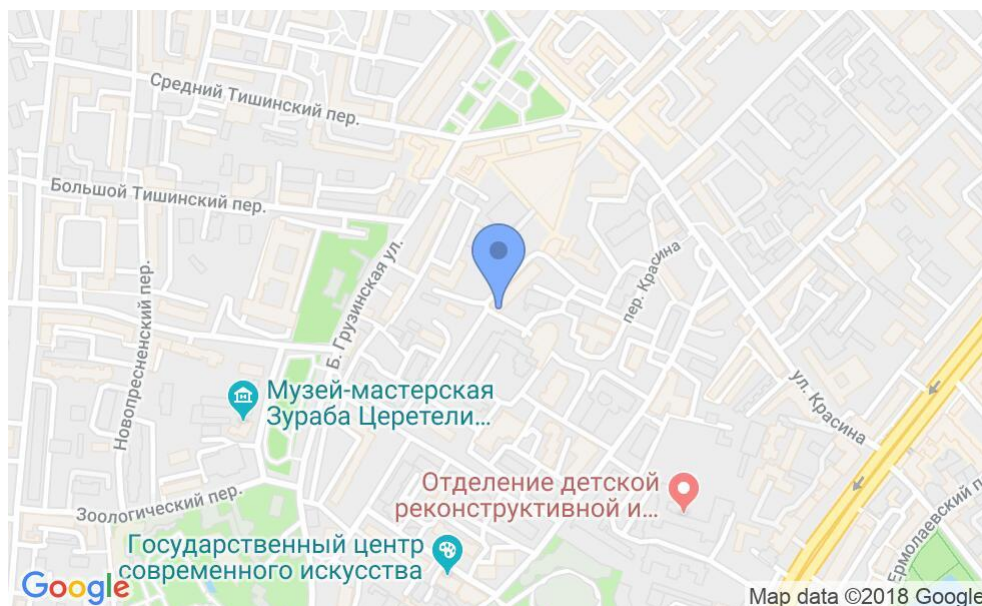 Средний Тишинский пер.
Большой Тишинский пер.
Б. Грузинская ул.
пер. Красина
Новопресненский пер.
Музей-мастерская
Зураба Церетели...
ул. Красина
Отделение детской
реконструктивной и...
Зоологический пер.
Государственный центр
современного искусства
Ермолаевский п
Google
Map data ©2018 Google